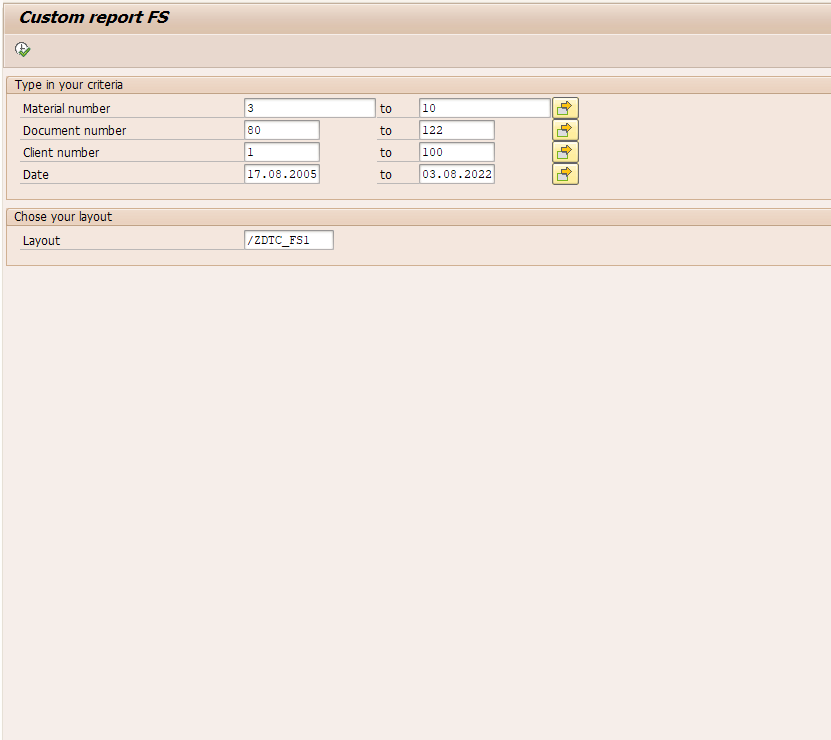 Custom report FS
Type in your criteria
Material number 3 to 10
Document number 80 to 122
Client number 1 to 100
Date 17.08.2005 to 03.08.2022
Chose your layout
Layout /ZDTC_FS1